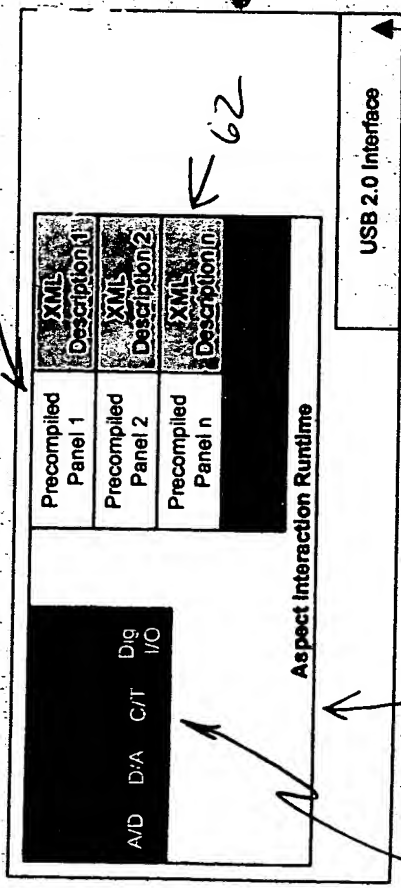 Precompiled
Panel 1
XML
Description 1
Precompiled
Panel 2
XML
Description 2
Precompiled
Panel n
XML
Description n
62
A/D D/A C/T Dig
I/O
Aspect Interaction Runtime
USB 2.0 Interface